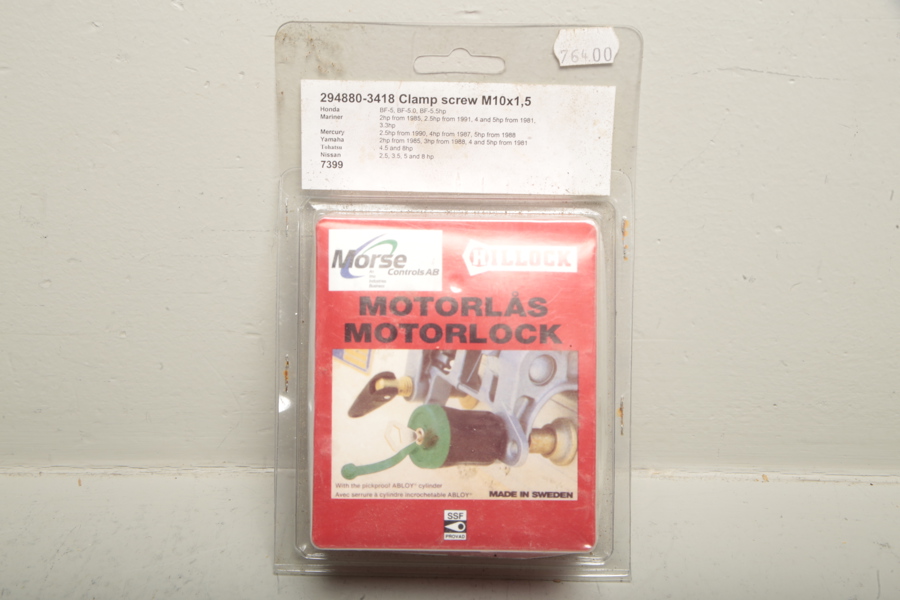 764.00
294880-3418 Clamp screw M10x1,5
Honda BF-5, BF-5.0, BF-5.5hp
Mariner 2hp from 1985, 2.5hp from 1991, 4 and 5hp from 1981,
3.3hp
Mercury 2.5hp from 1990, 4hp from 1987, 5hp from 1988
Yamaha 2hp from 1985, 3hp from 1988, 4 and 5hp from 1981
Tohatsu 4.5 and 8hp
Nissan 2.5, 3.5, 5 and 8 hp
7399
Morse
Controls AB
HILLOCK
MOTORLÅS
MOTORLOCK
With the pickproof ABLOY® cylinder
Avec serrure à cylindre incrochetable ABLOY®
MADE IN SWEDEN
SSF
PROVAD